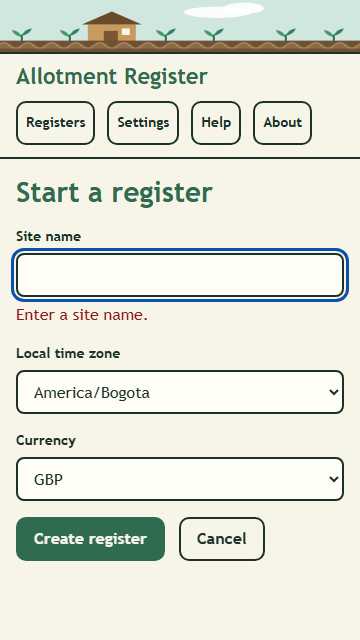 Allotment Register
Registers Settings Help About
Start a register
Site name
Enter a site name.
Local time zone
America/Bogota
Currency
GBP
Create register Cancel